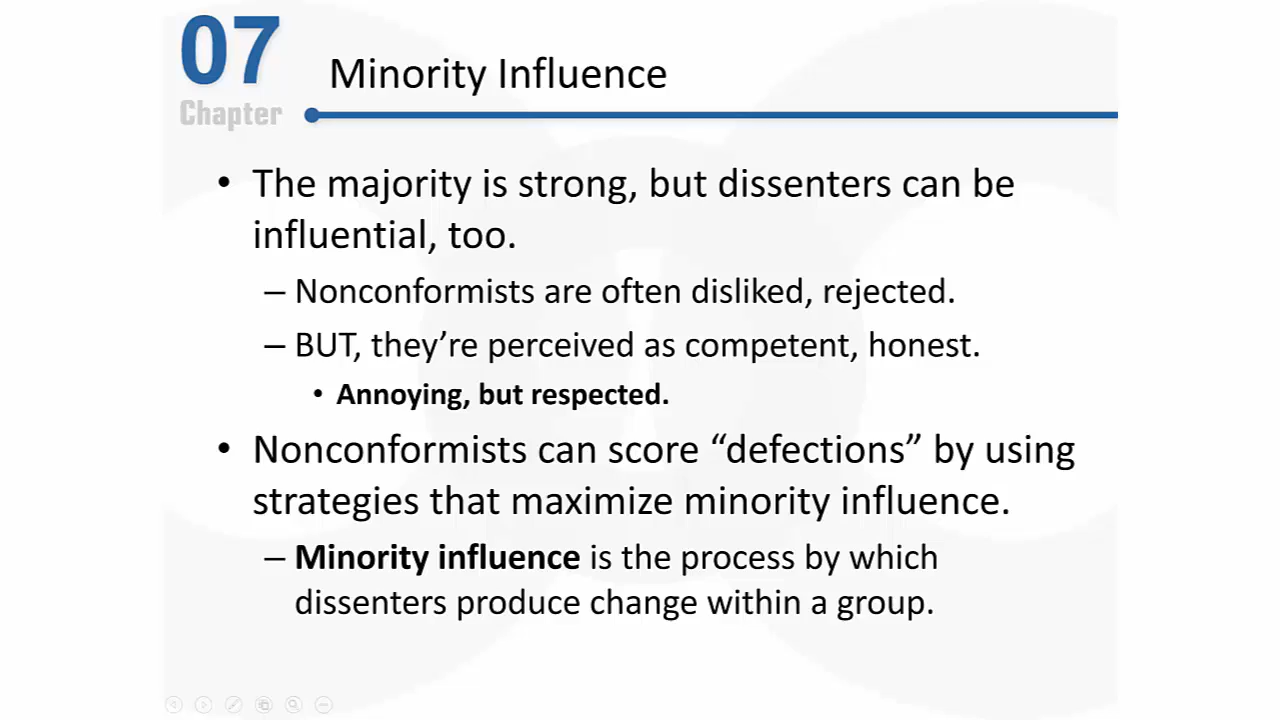 07
Chapter
Minority Influence
• The majority is strong, but dissenters can be
influential, too.
– Nonconformists are often disliked, rejected.
– BUT, they’re perceived as competent, honest.
• Annoying, but respected.
• Nonconformists can score “defections” by using
strategies that maximize minority influence.
– Minority influence is the process by which
dissenters produce change within a group.